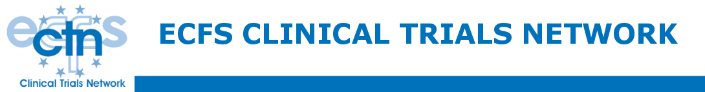 ecfs
ctn
Clinical Trials Network
ECFS CLINICAL TRIALS NETWORK